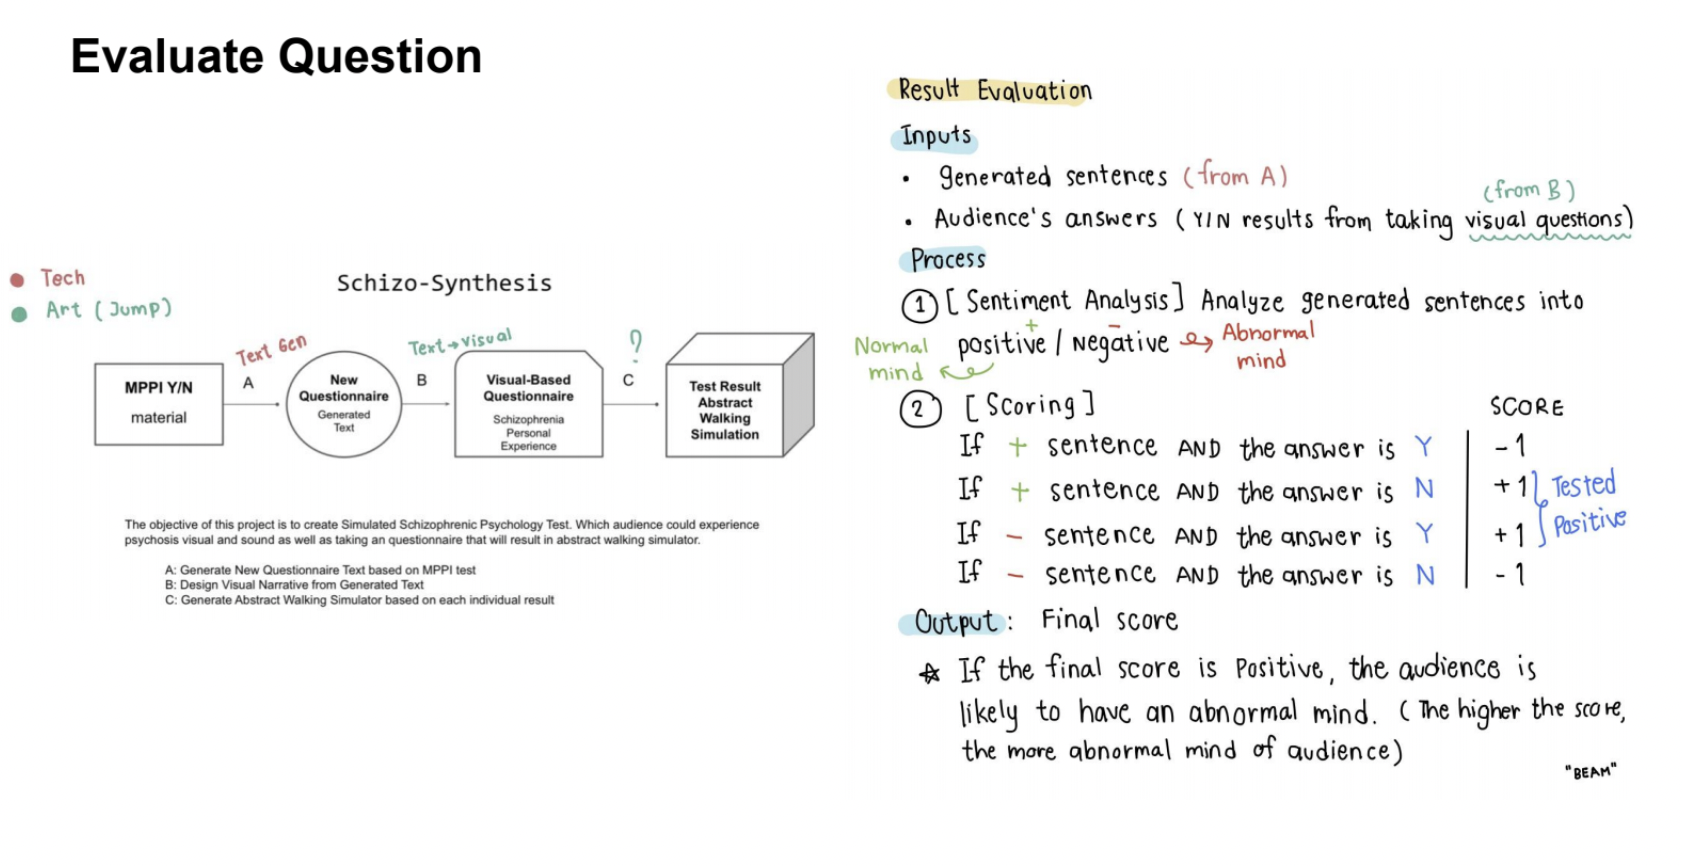 Evaluate Question
Tech
Art (Jump)
Schizo-Synthesis
Text Gen
Text→Visual
?
MPPI Y/N
material
A
New
Questionnaire
Generated
Text
B
Visual-Based
Questionnaire
Schizophrenia
Personal
Experience
C
Test Result
Abstract
Walking
Simulation
The objective of this project is to create Simulated Schizophrenic Psychology Test. Which audience could experience
psychosis visual and sound as well as taking an questionnaire that will result in abstract walking simulator.
A: Generate New Questionnaire Text based on MPPI test
B: Design Visual Narrative from Generated Text
C: Generate Abstract Walking Simulator based on each individual result
Result Evaluation
Inputs
• generated sentences (from A)
(from B)
• Audience's answers (Y/N results from taking visual questions)
Process
① [Sentiment Analysis] Analyze generated sentences into
+ −
Normal mind positive / Negative Abnormal mind
② [Scoring] SCORE
If + sentence AND the answer is Y -1
If + sentence AND the answer is N +1
If − sentence AND the answer is Y +1
If − sentence AND the answer is N -1
Tested
Positive
Output: Final score
☆ If the final score is Positive, the audience is
likely to have an abnormal mind. (The higher the score,
the more abnormal mind of audience)
"BEAM"